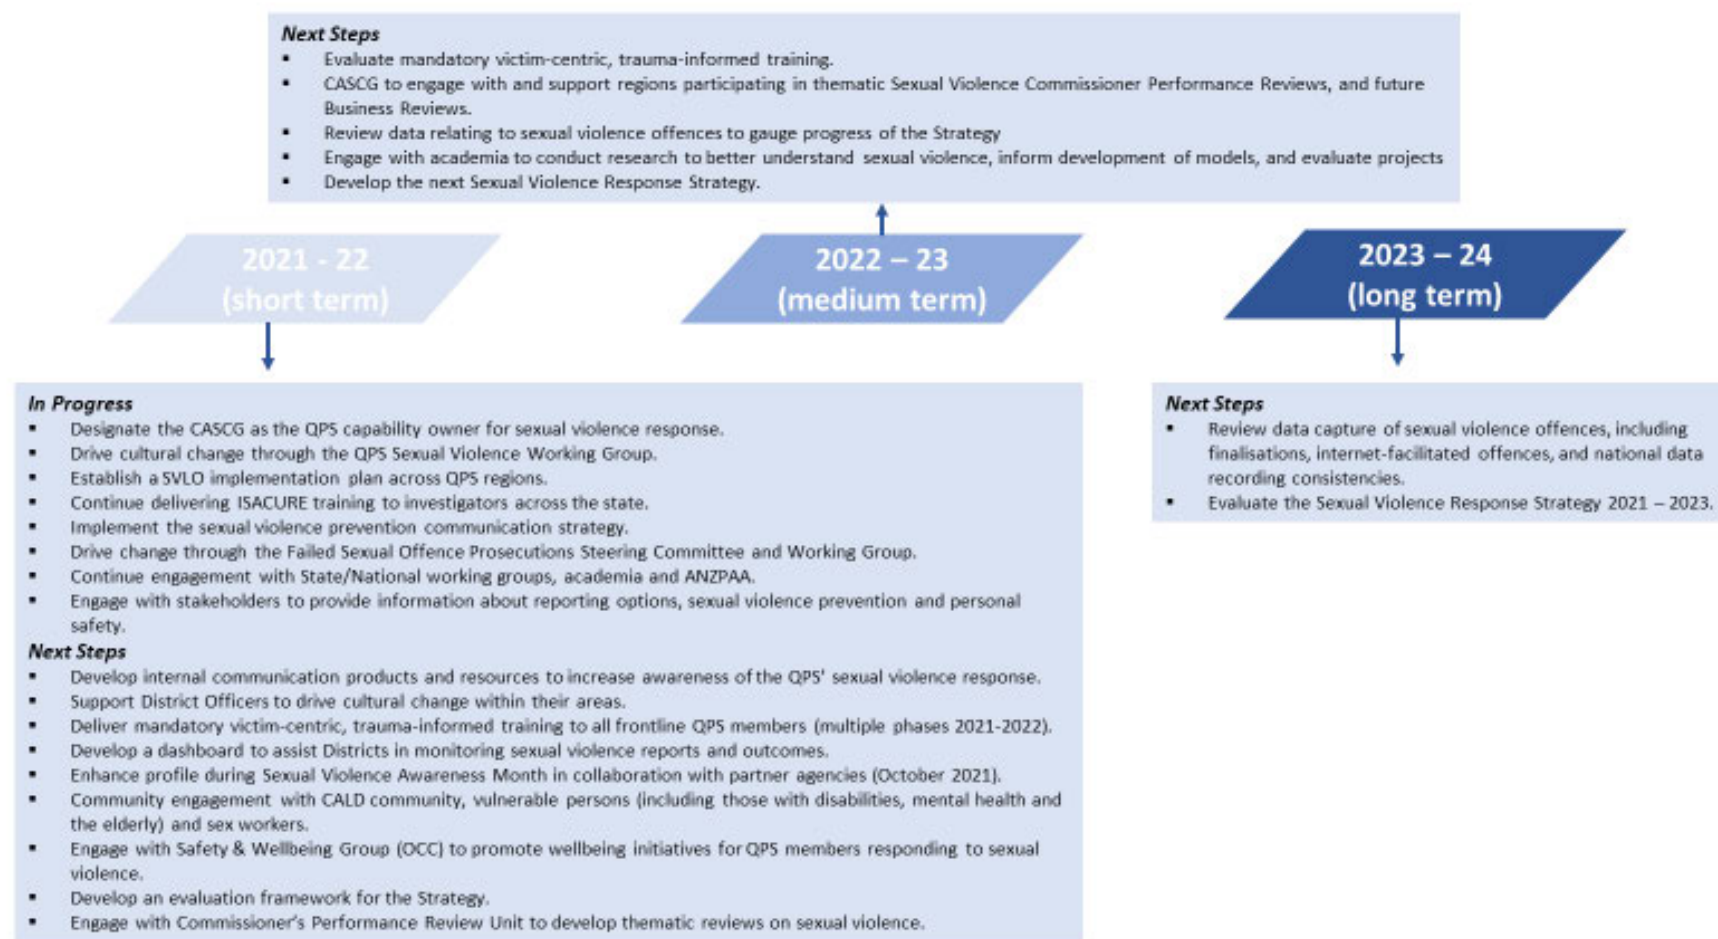 Next Steps
▪ Evaluate mandatory victim-centric, trauma-informed training.
▪ CASCG to engage with and support regions participating in thematic Sexual Violence Commissioner Performance Reviews, and future
Business Reviews.
▪ Review data relating to sexual violence offences to gauge progress of the Strategy
▪ Engage with academia to conduct research to better understand sexual violence, inform development of models, and evaluate projects
▪ Develop the next Sexual Violence Response Strategy.
2021 - 22
(short term)
2022 – 23
(medium term)
2023 – 24
(long term)
In Progress
▪ Designate the CASCG as the QPS capability owner for sexual violence response.
▪ Drive cultural change through the QPS Sexual Violence Working Group.
▪ Establish a SVLO implementation plan across QPS regions.
▪ Continue delivering ISACURE training to investigators across the state.
▪ Implement the sexual violence prevention communication strategy.
▪ Drive change through the Failed Sexual Offence Prosecutions Steering Committee and Working Group.
▪ Continue engagement with State/National working groups, academia and ANZPAA.
▪ Engage with stakeholders to provide information about reporting options, sexual violence prevention and personal
safety.
Next Steps
▪ Develop internal communication products and resources to increase awareness of the QPS' sexual violence response.
▪ Support District Officers to drive cultural change within their areas.
▪ Deliver mandatory victim-centric, trauma-informed training to all frontline QPS members (multiple phases 2021-2022).
▪ Develop a dashboard to assist Districts in monitoring sexual violence reports and outcomes.
▪ Enhance profile during Sexual Violence Awareness Month in collaboration with partner agencies (October 2021).
▪ Community engagement with CALD community, vulnerable persons (including those with disabilities, mental health and
the elderly) and sex workers.
▪ Engage with Safety & Wellbeing Group (OCC) to promote wellbeing initiatives for QPS members responding to sexual
violence.
▪ Develop an evaluation framework for the Strategy.
▪ Engage with Commissioner's Performance Review Unit to develop thematic reviews on sexual violence.
Next Steps
▪ Review data capture of sexual violence offences, including
finalisations, internet-facilitated offences, and national data
recording consistencies.
▪ Evaluate the Sexual Violence Response Strategy 2021 – 2023.